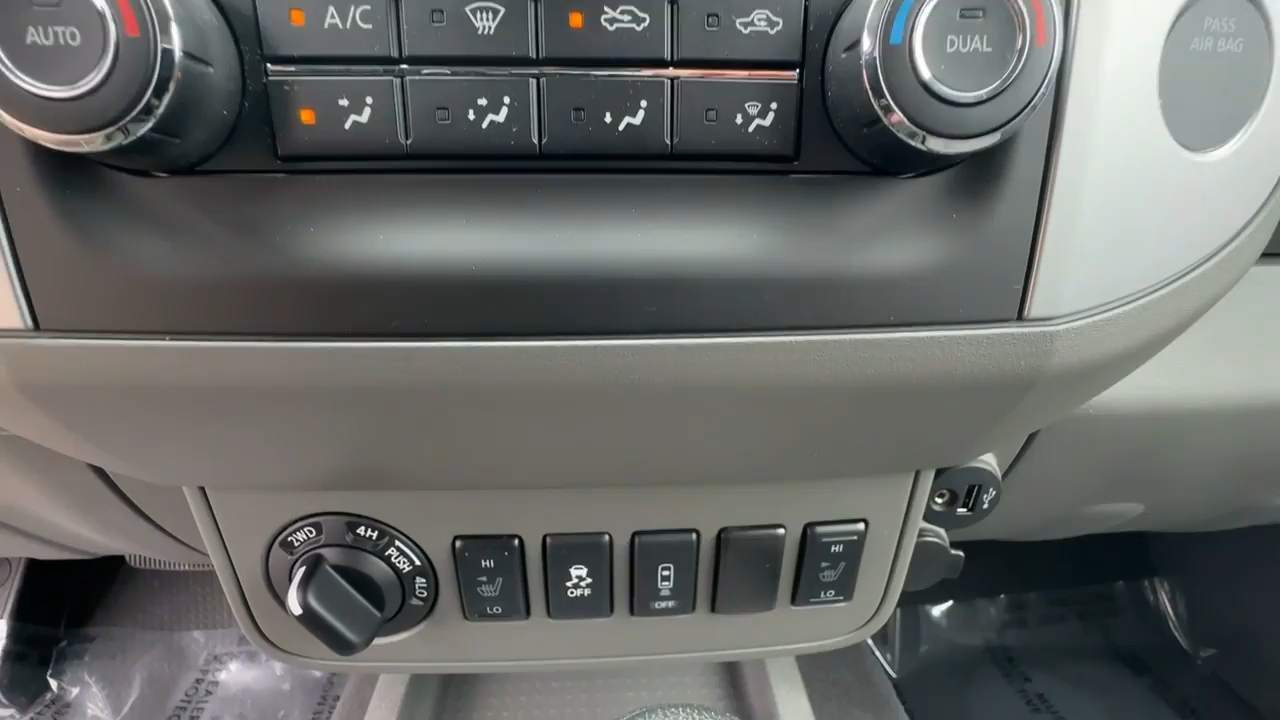 AUTO
A/C
DUAL
PASS
AIR BAG
2WD
4H
PUSH
4LO
HI
LO
OFF
OFF
HI
LO